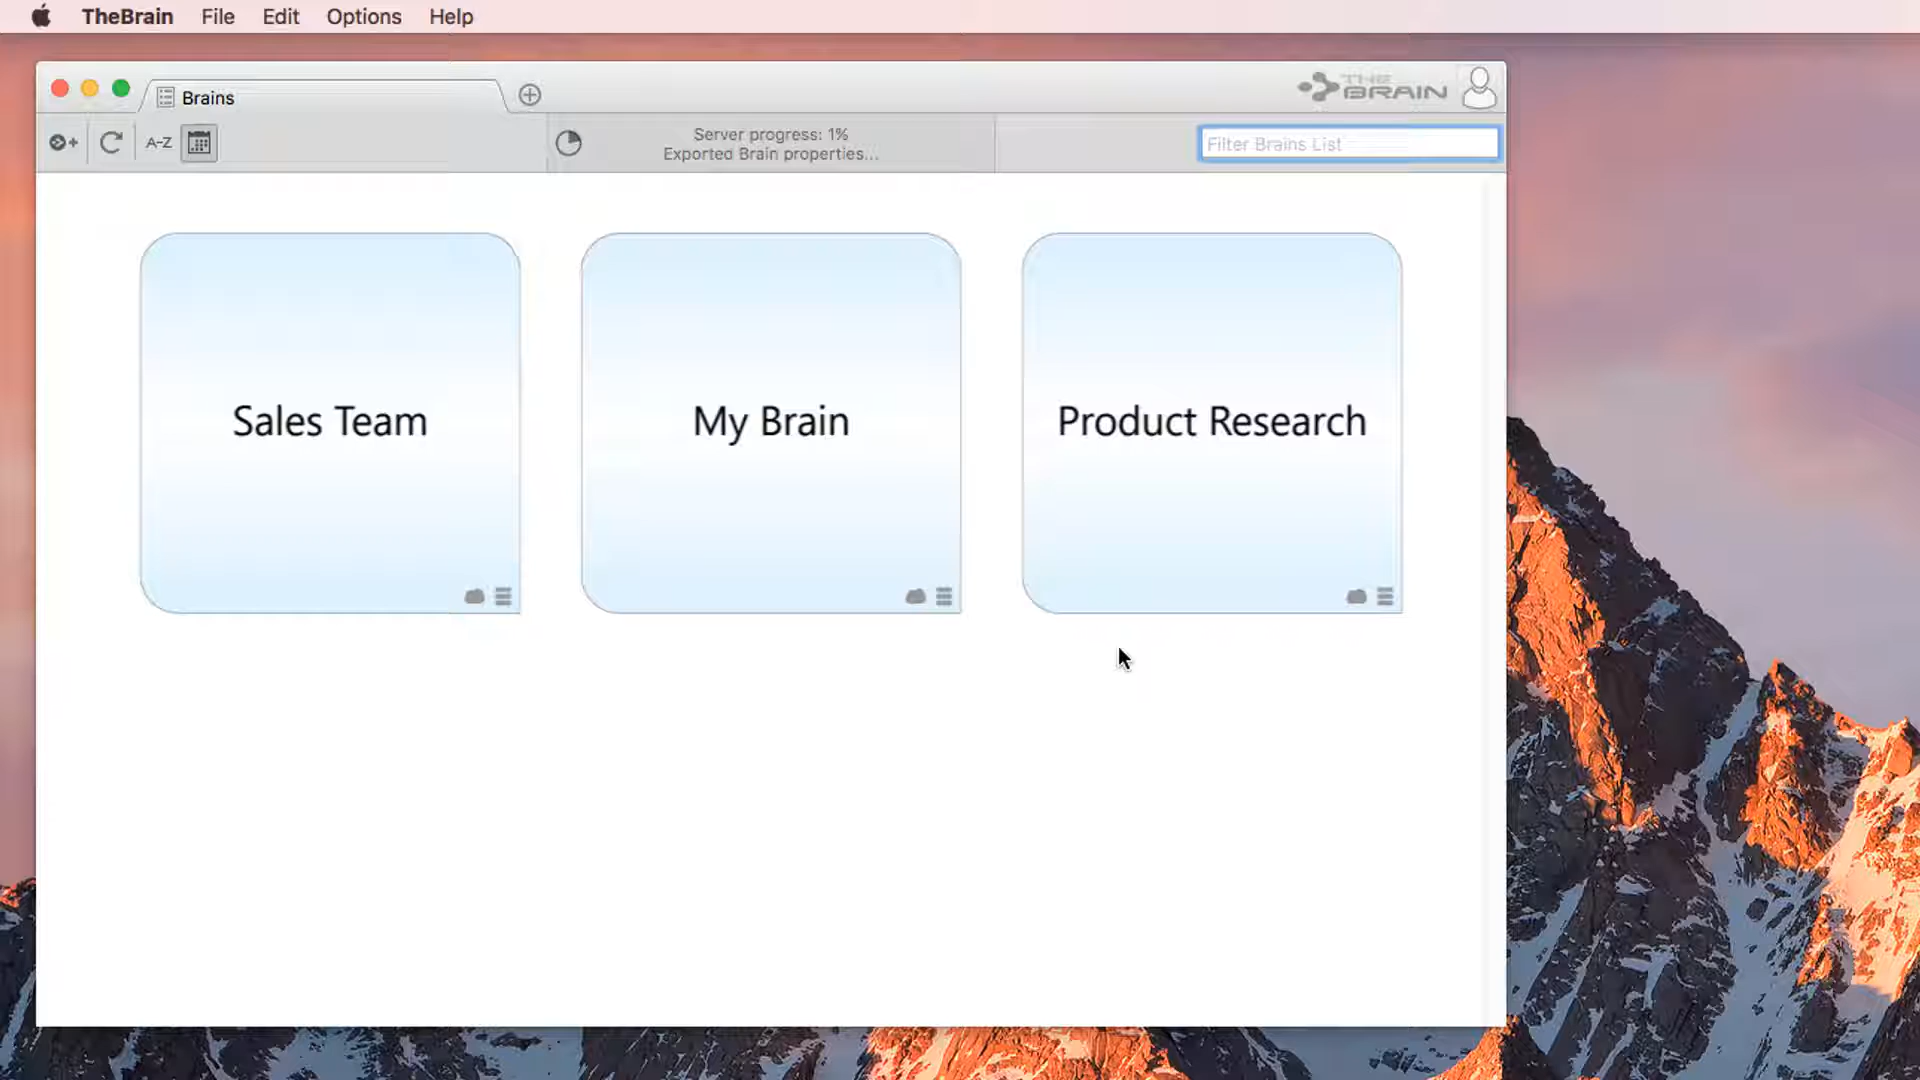 TheBrain File Edit Options Help
Brains
THE BRAIN
A-Z
Server progress: 1%
Exported Brain properties...
Filter Brains List
Sales Team
My Brain
Product Research